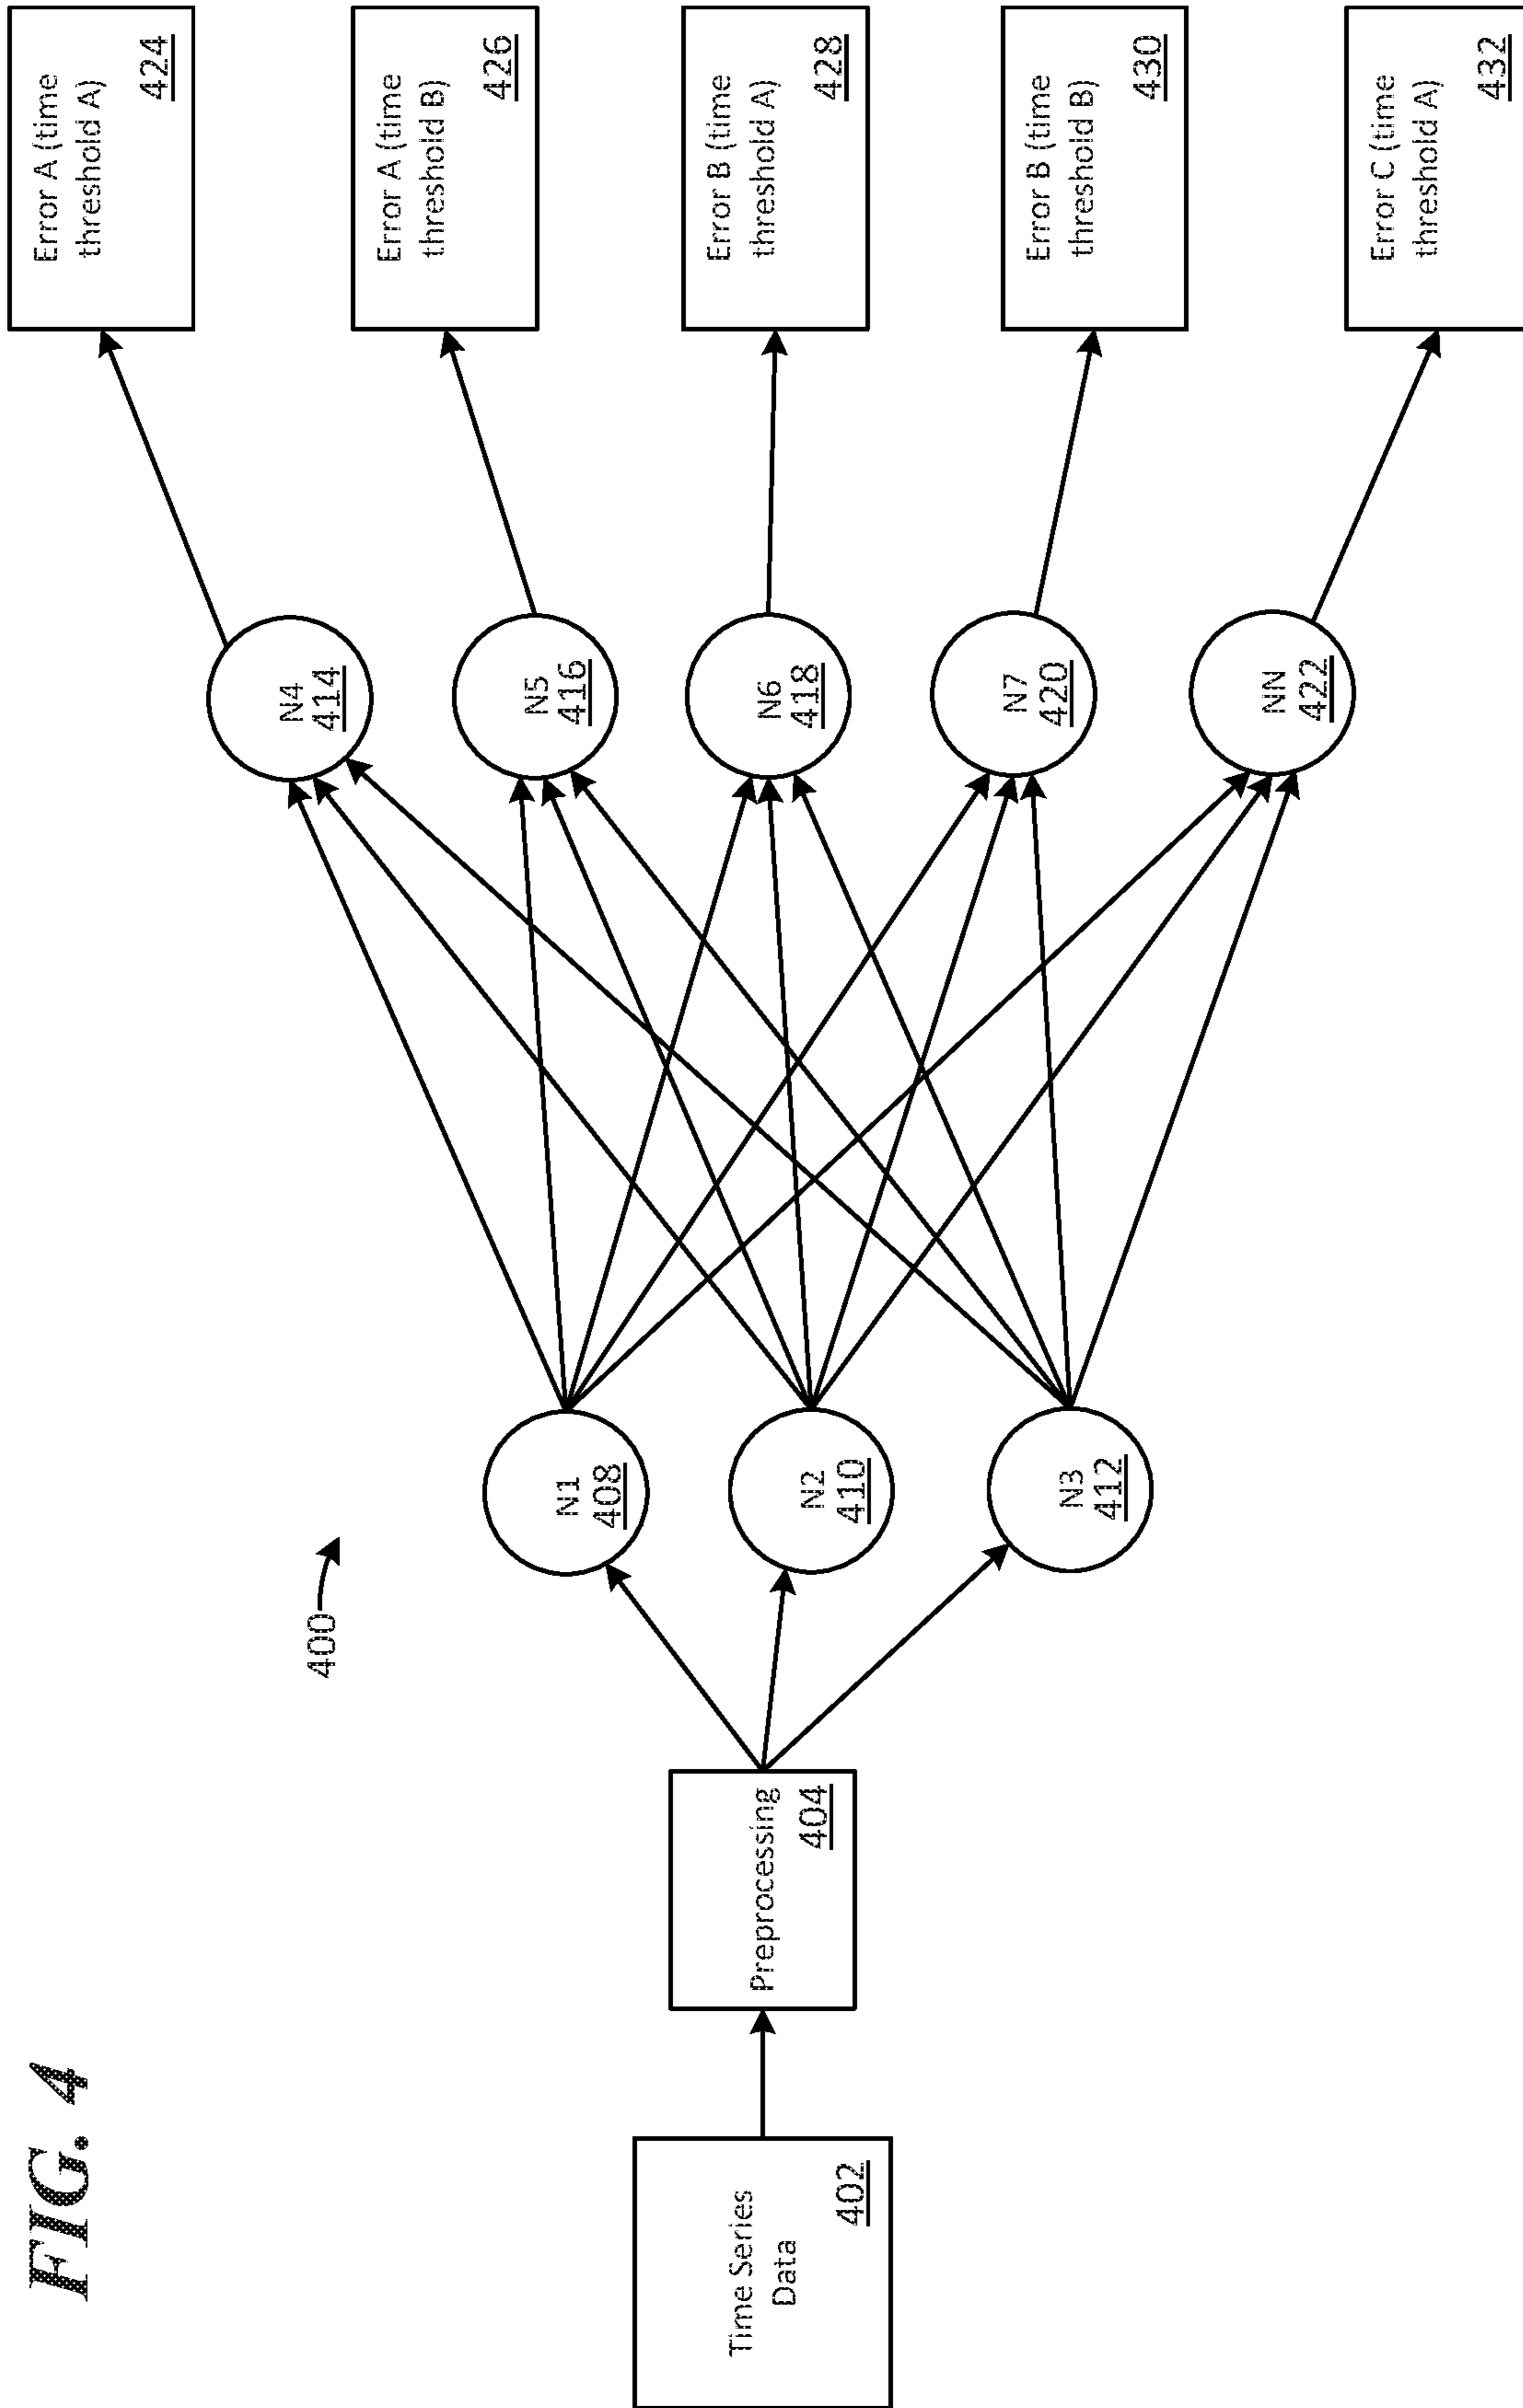 FIG. 4
400
Time Series
Data
402
Preprocessing
404
N1
408
N2
410
N3
412
N4
414
N5
416
N6
418
N7
420
NN
422
Error A (time
threshold A)
424
Error A (time
threshold B)
426
Error B (time
threshold A)
428
Error B (time
threshold B)
430
Error C (time
threshold A)
432